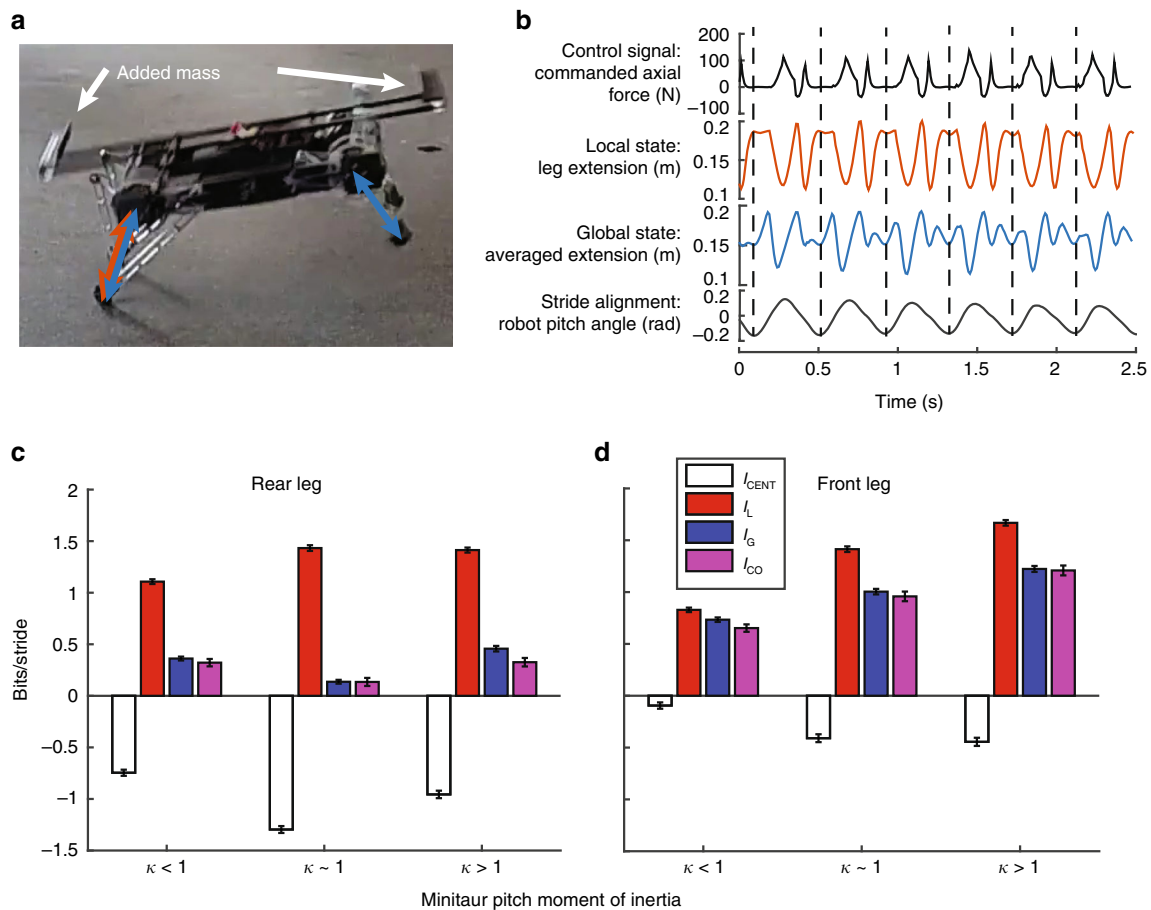 a
Added mass
b
Control signal:
commanded axial
force (N)
200
100
0
−100
Local state:
leg extension (m)
0.2
0.15
0.1
Global state:
averaged extension (m)
0.2
0.15
0.1
Stride alignment:
robot pitch angle (rad)
0.2
0
−0.2
0
0.5
1
1.5
2
2.5
Time (s)
c
Rear leg
Bits/stride
2
1.5
1
0.5
0
−0.5
−1
−1.5
κ < 1
κ ~ 1
κ > 1
d
Front leg
I_CENT
I_L
I_G
I_CO
κ < 1
κ ~ 1
κ > 1
Minitaur pitch moment of inertia